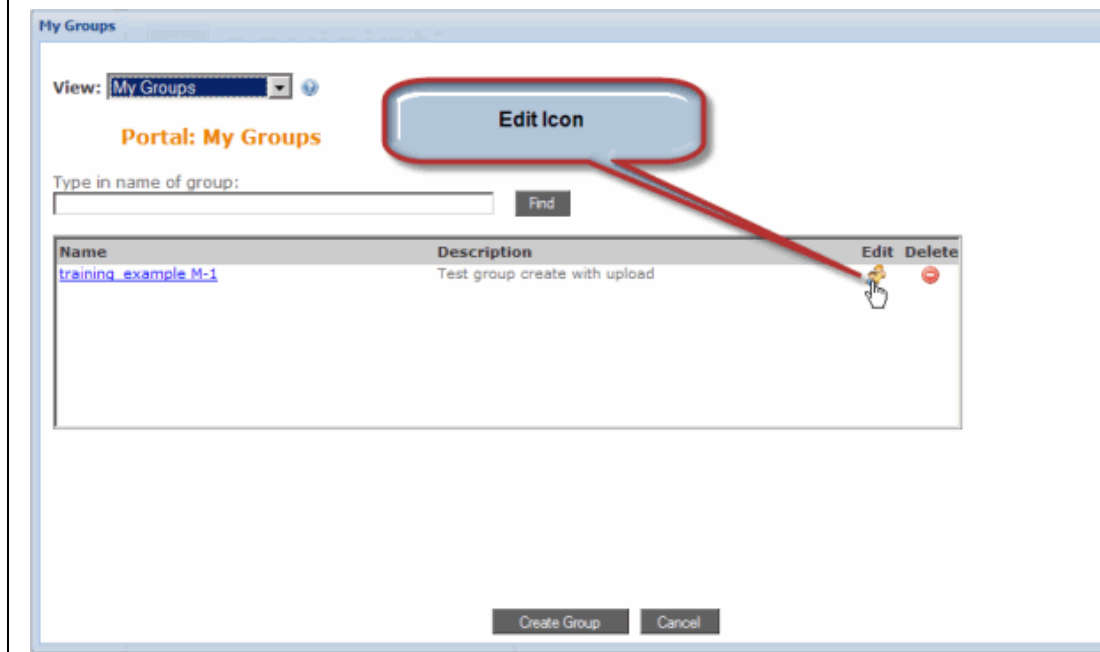 My Groups
View: My Groups
Edit Icon
Portal: My Groups
Type in name of group:
Find
Name Description Edit Delete
training_example M-1 Test group create with upload
Create Group Cancel